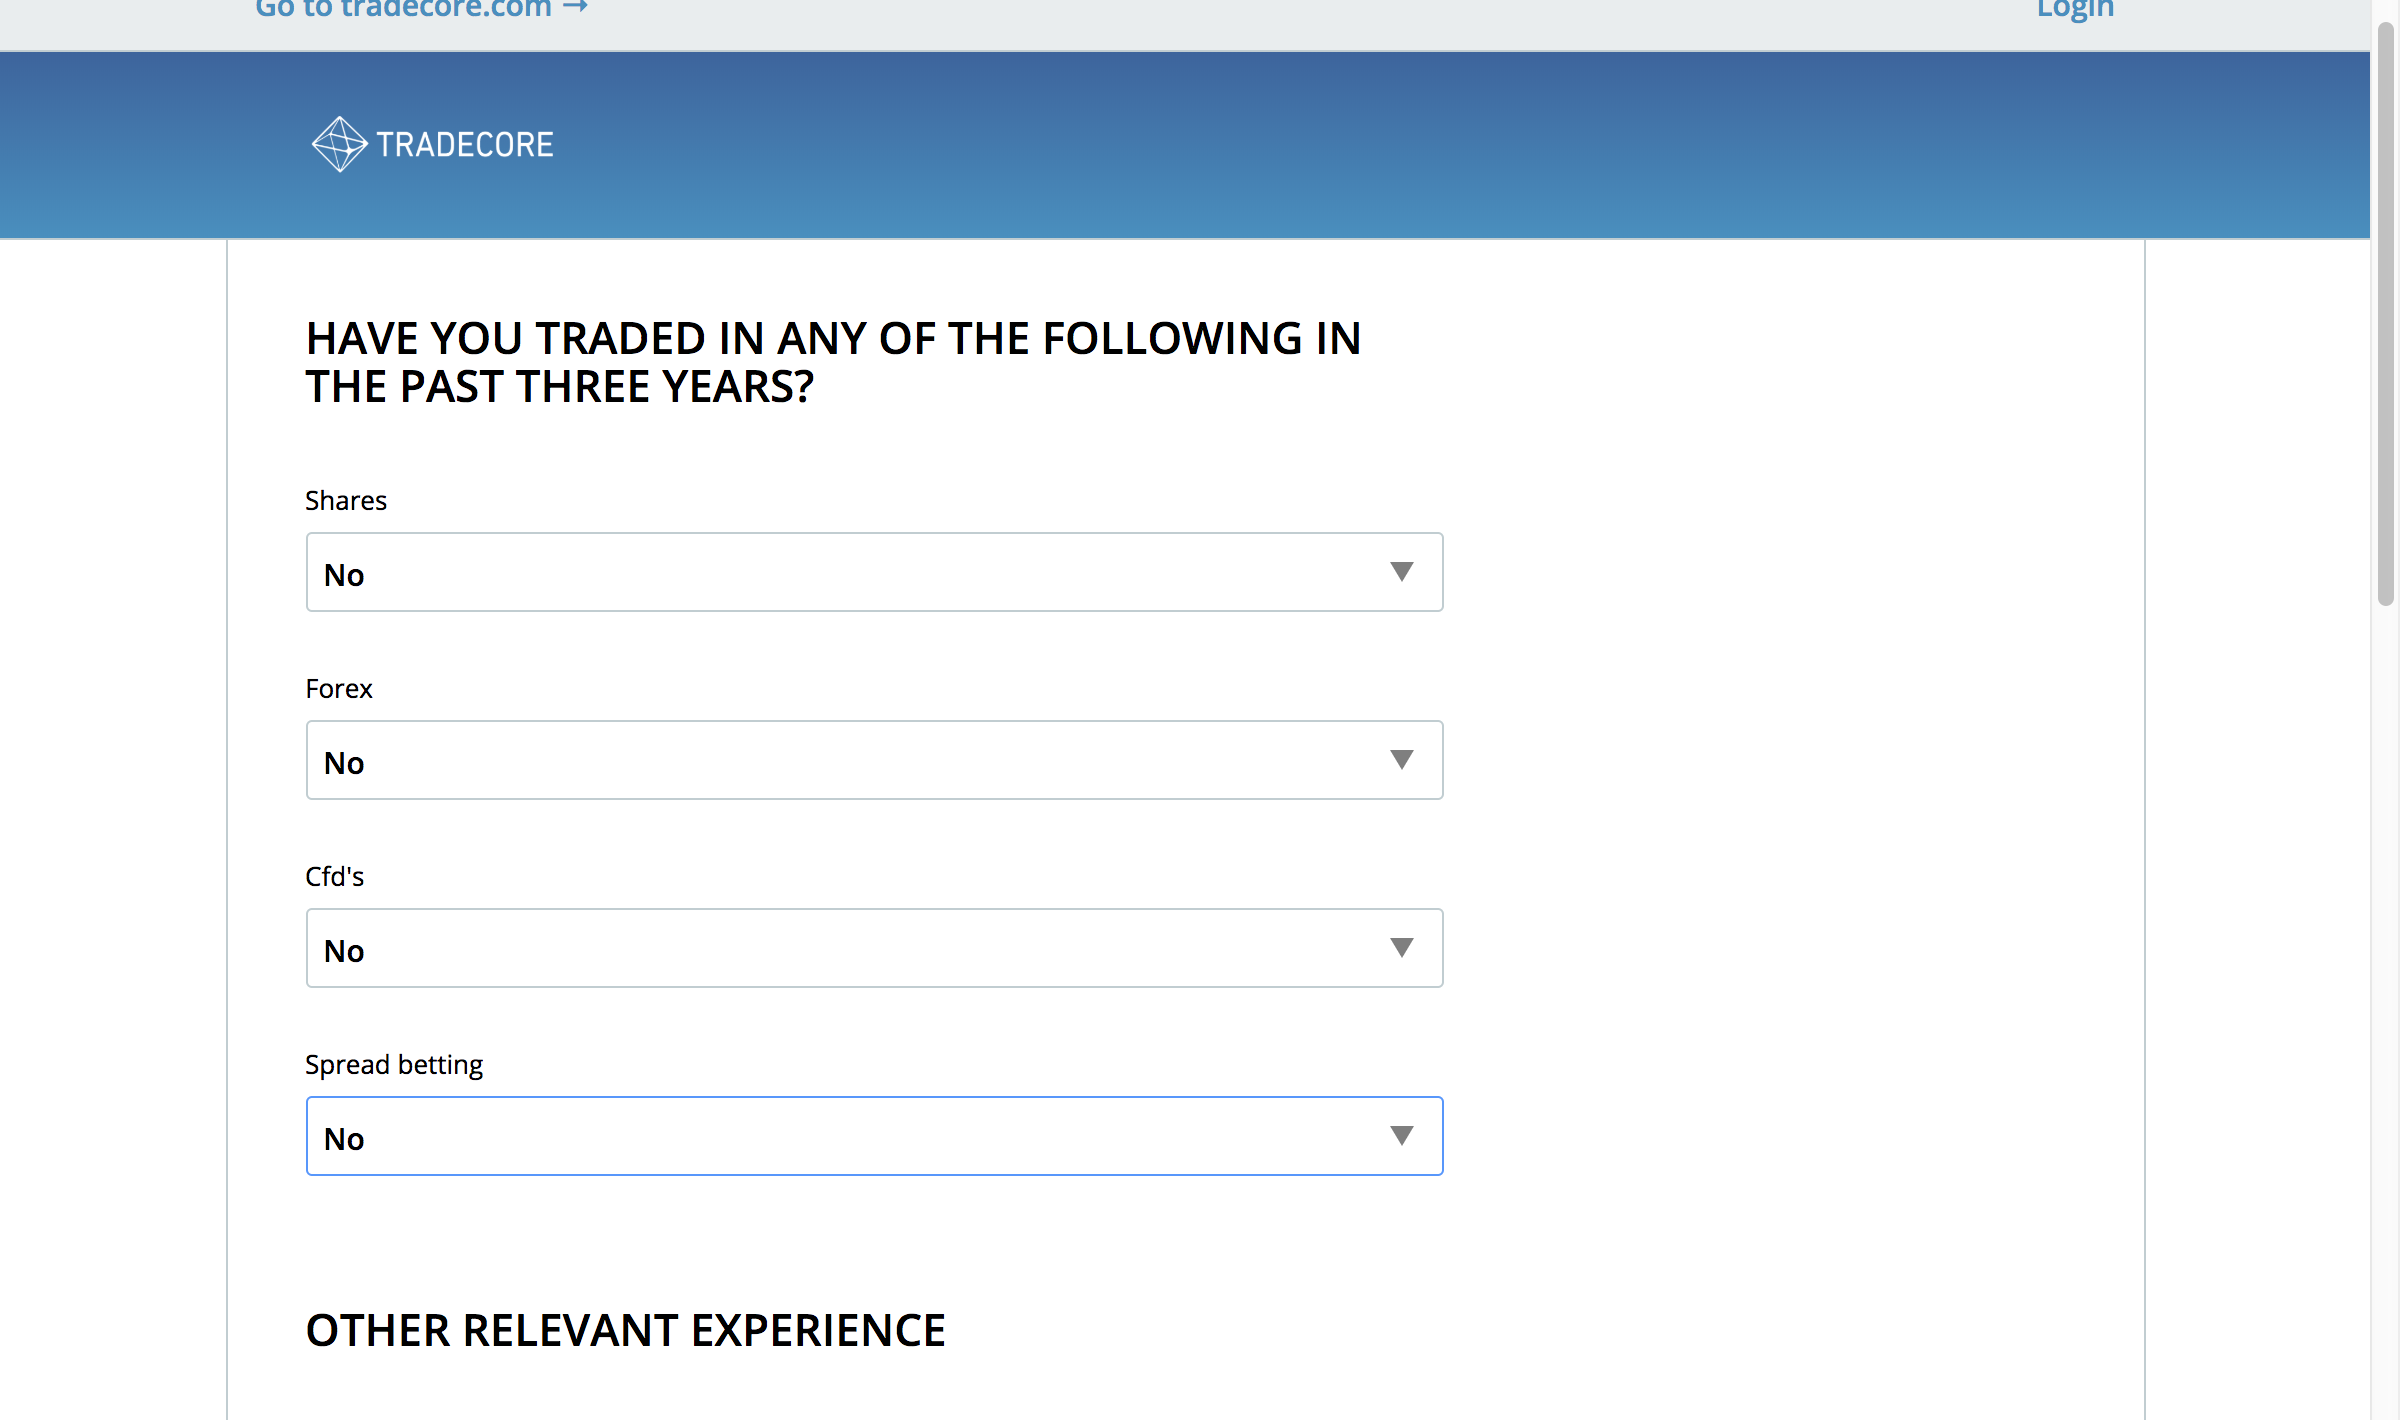 Go to tradecore.com → Login
TRADECORE
HAVE YOU TRADED IN ANY OF THE FOLLOWING IN
THE PAST THREE YEARS?
Shares
No
Forex
No
Cfd's
No
Spread betting
No
OTHER RELEVANT EXPERIENCE